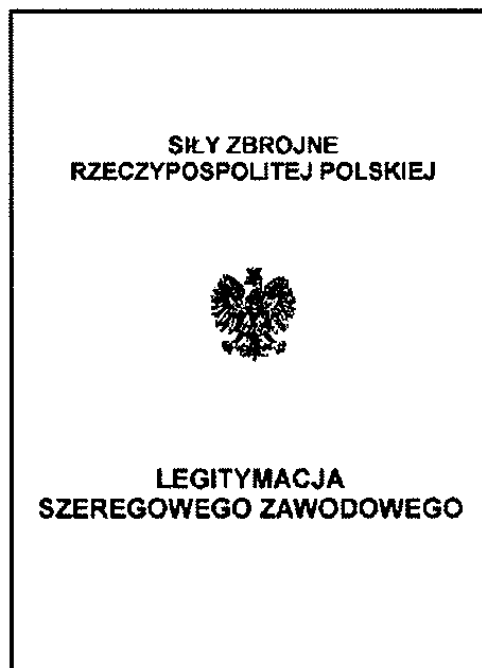 SIŁY ZBROJNE
RZECZYPOSPOLITEJ POLSKIEJ
LEGITYMACJA
SZEREGOWEGO ZAWODOWEGO